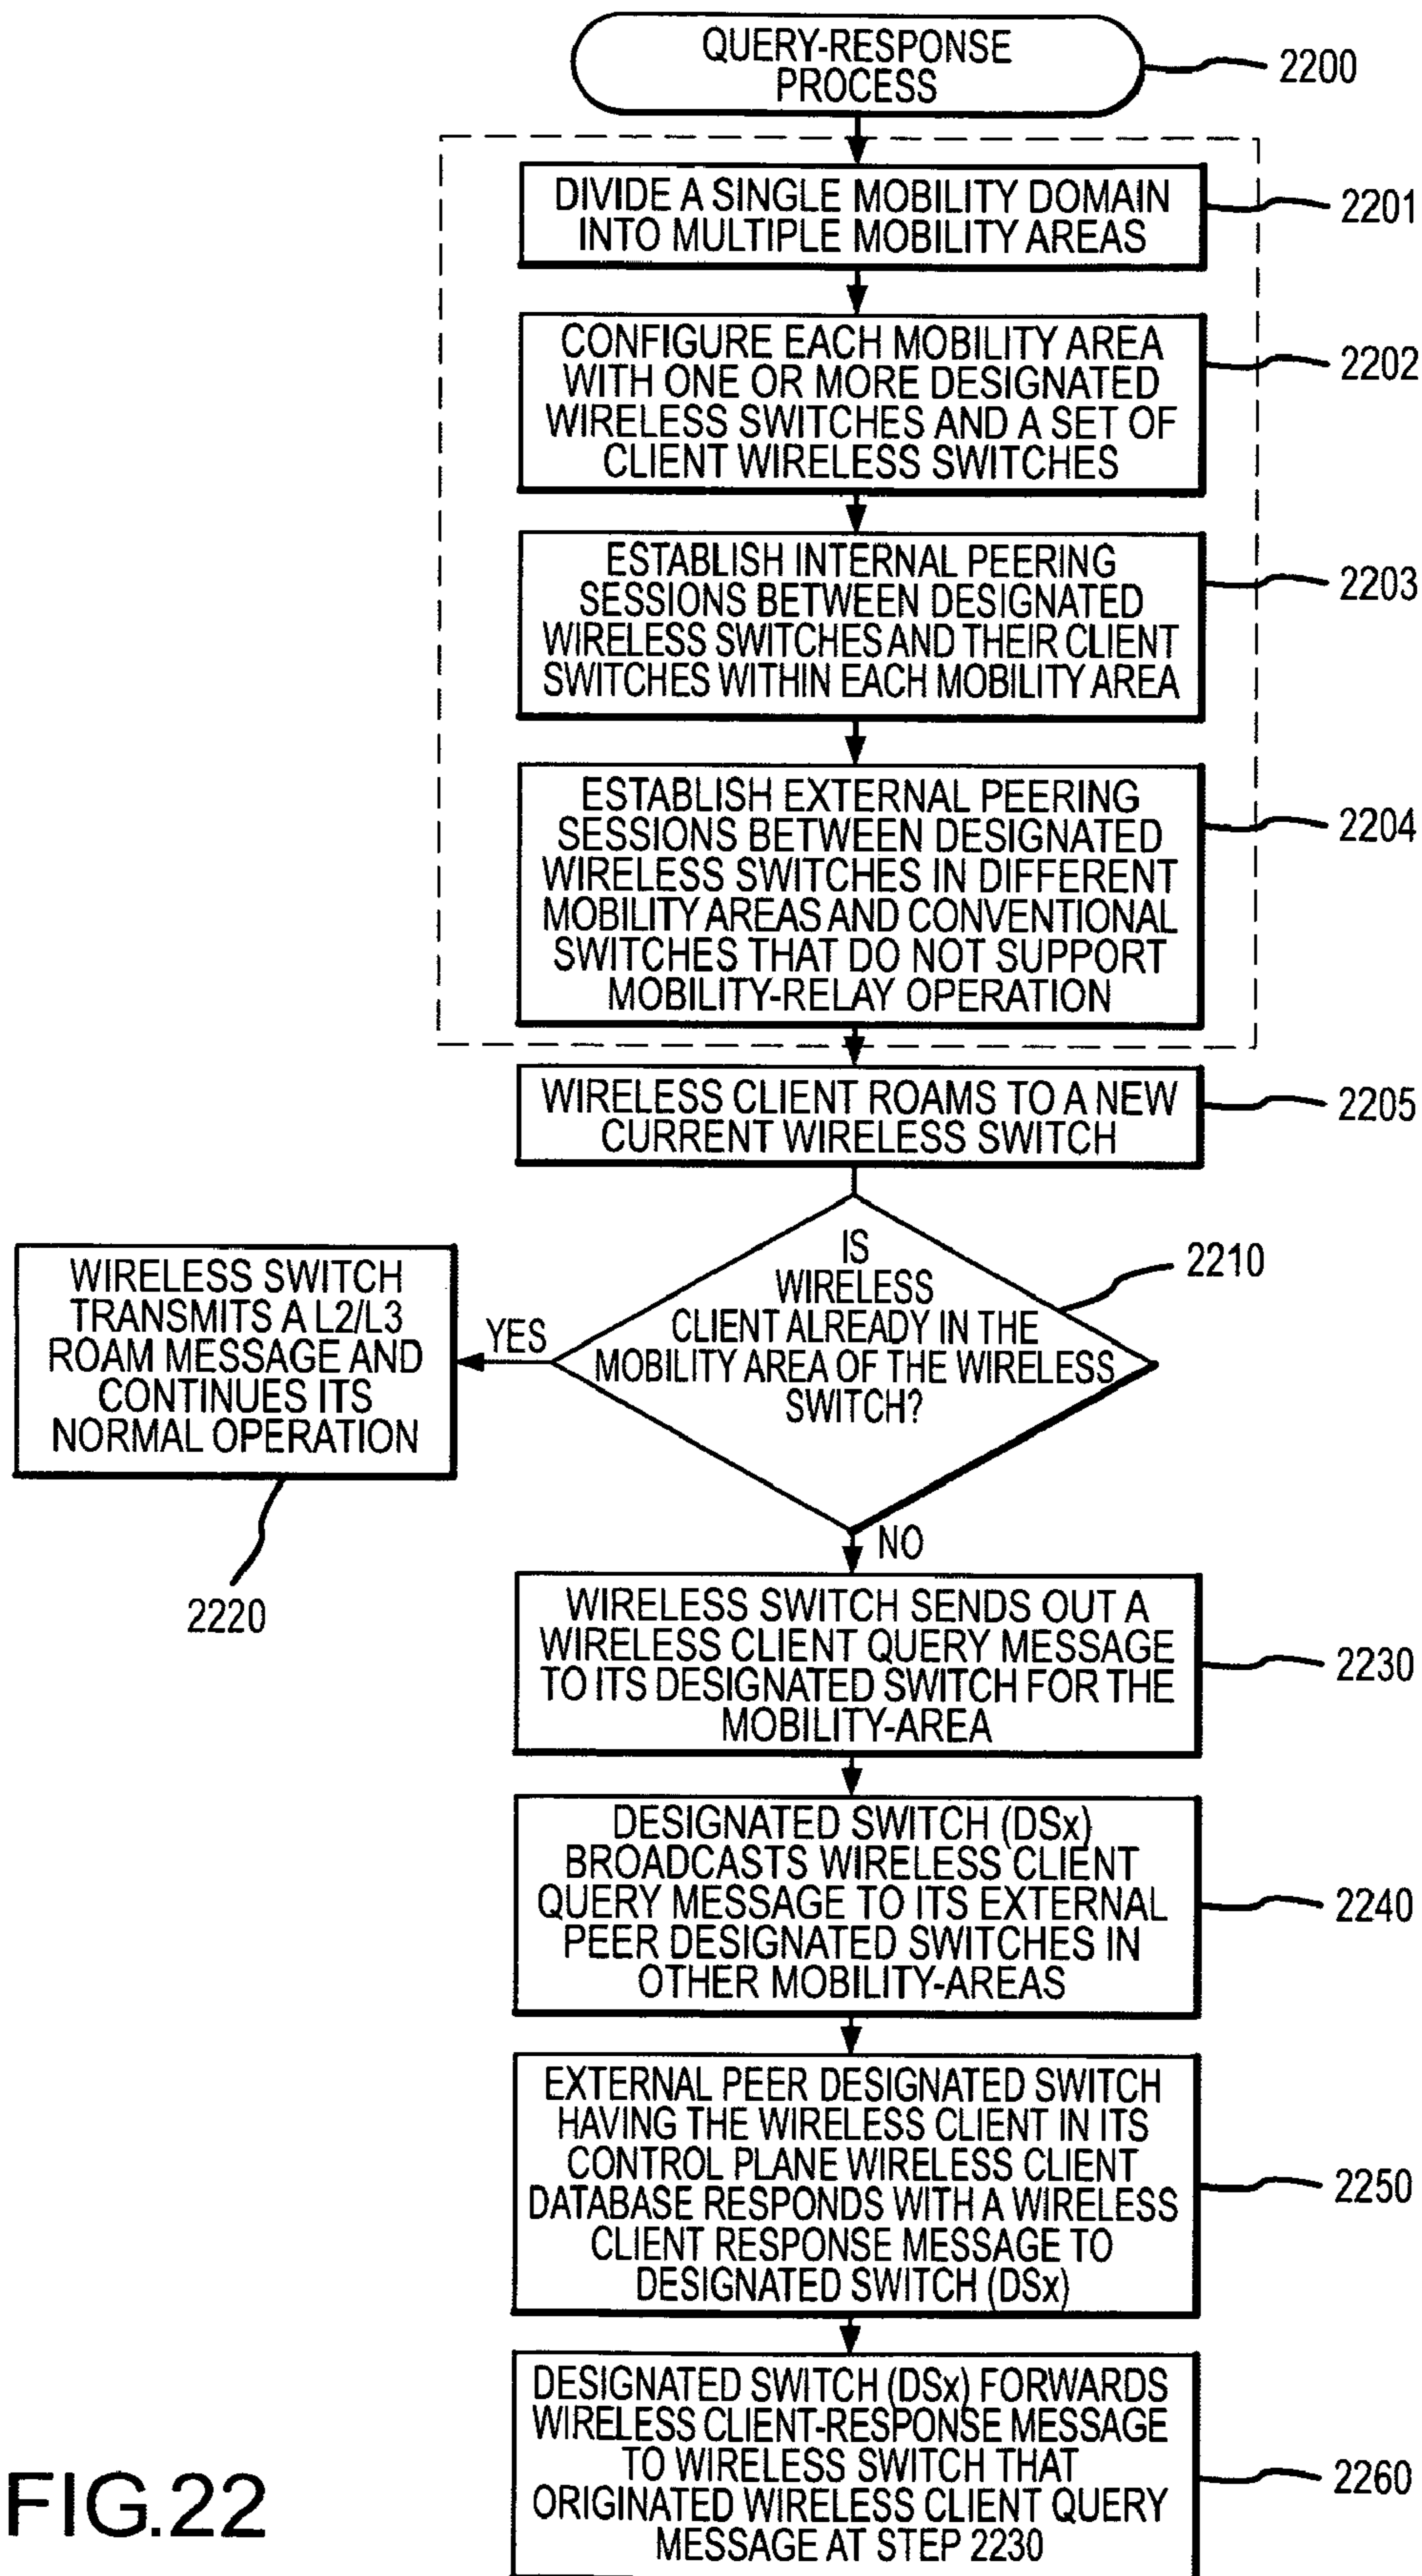 QUERY-RESPONSE
PROCESS
2200
DIVIDE A SINGLE MOBILITY DOMAIN
INTO MULTIPLE MOBILITY AREAS
2201
CONFIGURE EACH MOBILITY AREA
WITH ONE OR MORE DESIGNATED
WIRELESS SWITCHES AND A SET OF
CLIENT WIRELESS SWITCHES
2202
ESTABLISH INTERNAL PEERING
SESSIONS BETWEEN DESIGNATED
WIRELESS SWITCHES AND THEIR CLIENT
SWITCHES WITHIN EACH MOBILITY AREA
2203
ESTABLISH EXTERNAL PEERING
SESSIONS BETWEEN DESIGNATED
WIRELESS SWITCHES IN DIFFERENT
MOBILITY AREAS AND CONVENTIONAL
SWITCHES THAT DO NOT SUPPORT
MOBILITY-RELAY OPERATION
2204
WIRELESS CLIENT ROAMS TO A NEW
CURRENT WIRELESS SWITCH
2205
IS
WIRELESS
CLIENT ALREADY IN THE
MOBILITY AREA OF THE WIRELESS
SWITCH?
2210
YES
WIRELESS SWITCH
TRANSMITS A L2/L3
ROAM MESSAGE AND
CONTINUES ITS
NORMAL OPERATION
2220
NO
WIRELESS SWITCH SENDS OUT A
WIRELESS CLIENT QUERY MESSAGE
TO ITS DESIGNATED SWITCH FOR THE
MOBILITY-AREA
2230
DESIGNATED SWITCH (DSx)
BROADCASTS WIRELESS CLIENT
QUERY MESSAGE TO ITS EXTERNAL
PEER DESIGNATED SWITCHES IN
OTHER MOBILITY-AREAS
2240
EXTERNAL PEER DESIGNATED SWITCH
HAVING THE WIRELESS CLIENT IN ITS
CONTROL PLANE WIRELESS CLIENT
DATABASE RESPONDS WITH A WIRELESS
CLIENT RESPONSE MESSAGE TO
DESIGNATED SWITCH (DSx)
2250
DESIGNATED SWITCH (DSx) FORWARDS
WIRELESS CLIENT-RESPONSE MESSAGE
TO WIRELESS SWITCH THAT
ORIGINATED WIRELESS CLIENT QUERY
MESSAGE AT STEP 2230
2260
FIG.22